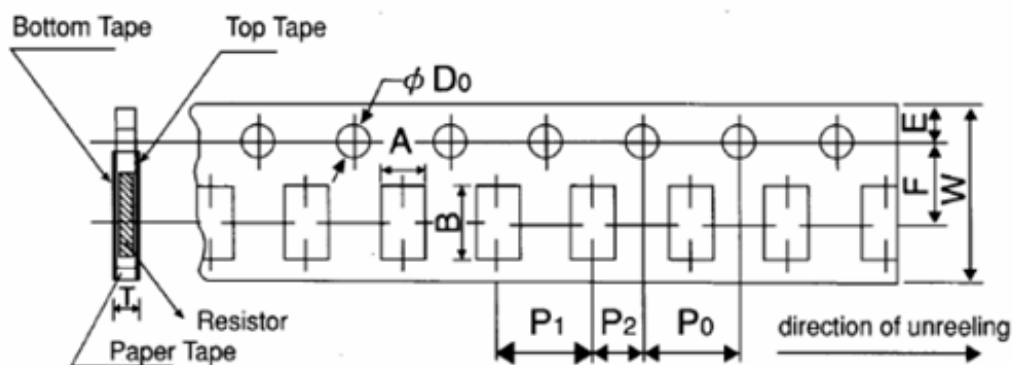 Bottom Tape
Top Tape
ϕ D0
A
B
E
F
W
T
Resistor
Paper Tape
P1
P2
P0
direction of unreeling